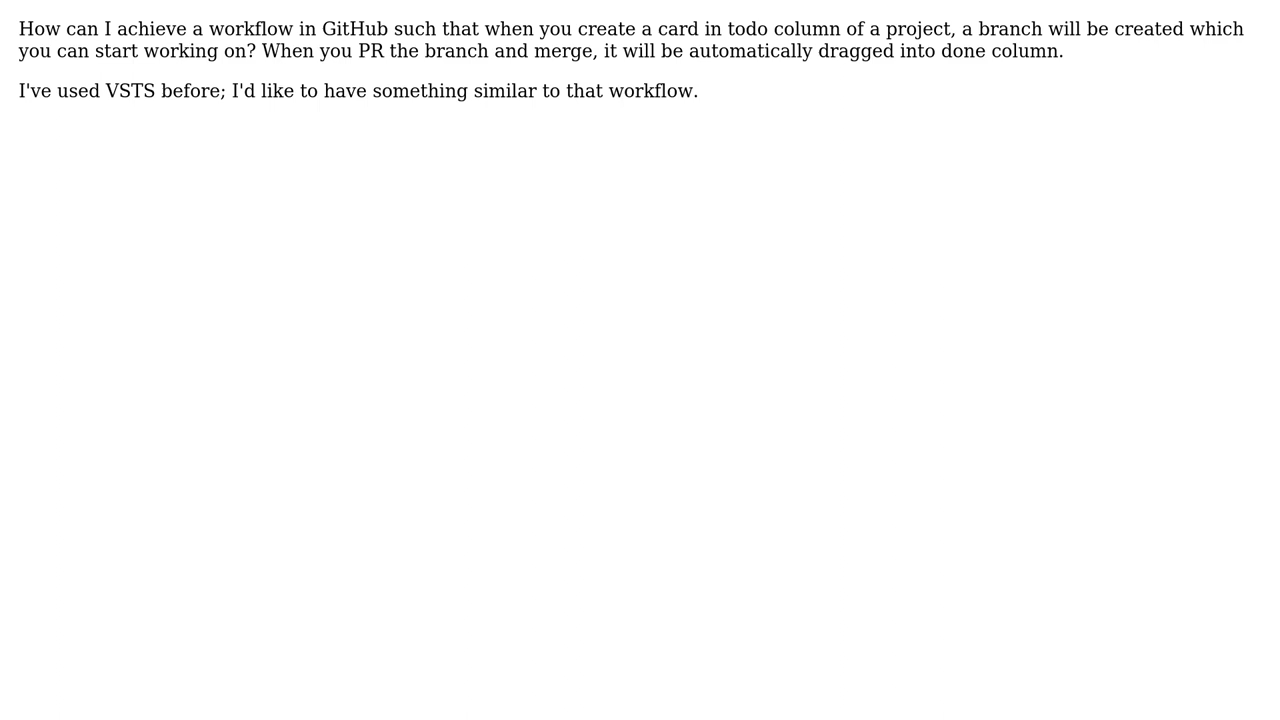 How can I achieve a workflow in GitHub such that when you create a card in todo column of a project, a branch will be created which
you can start working on? When you PR the branch and merge, it will be automatically dragged into done column.
I've used VSTS before; I'd like to have something similar to that workflow.